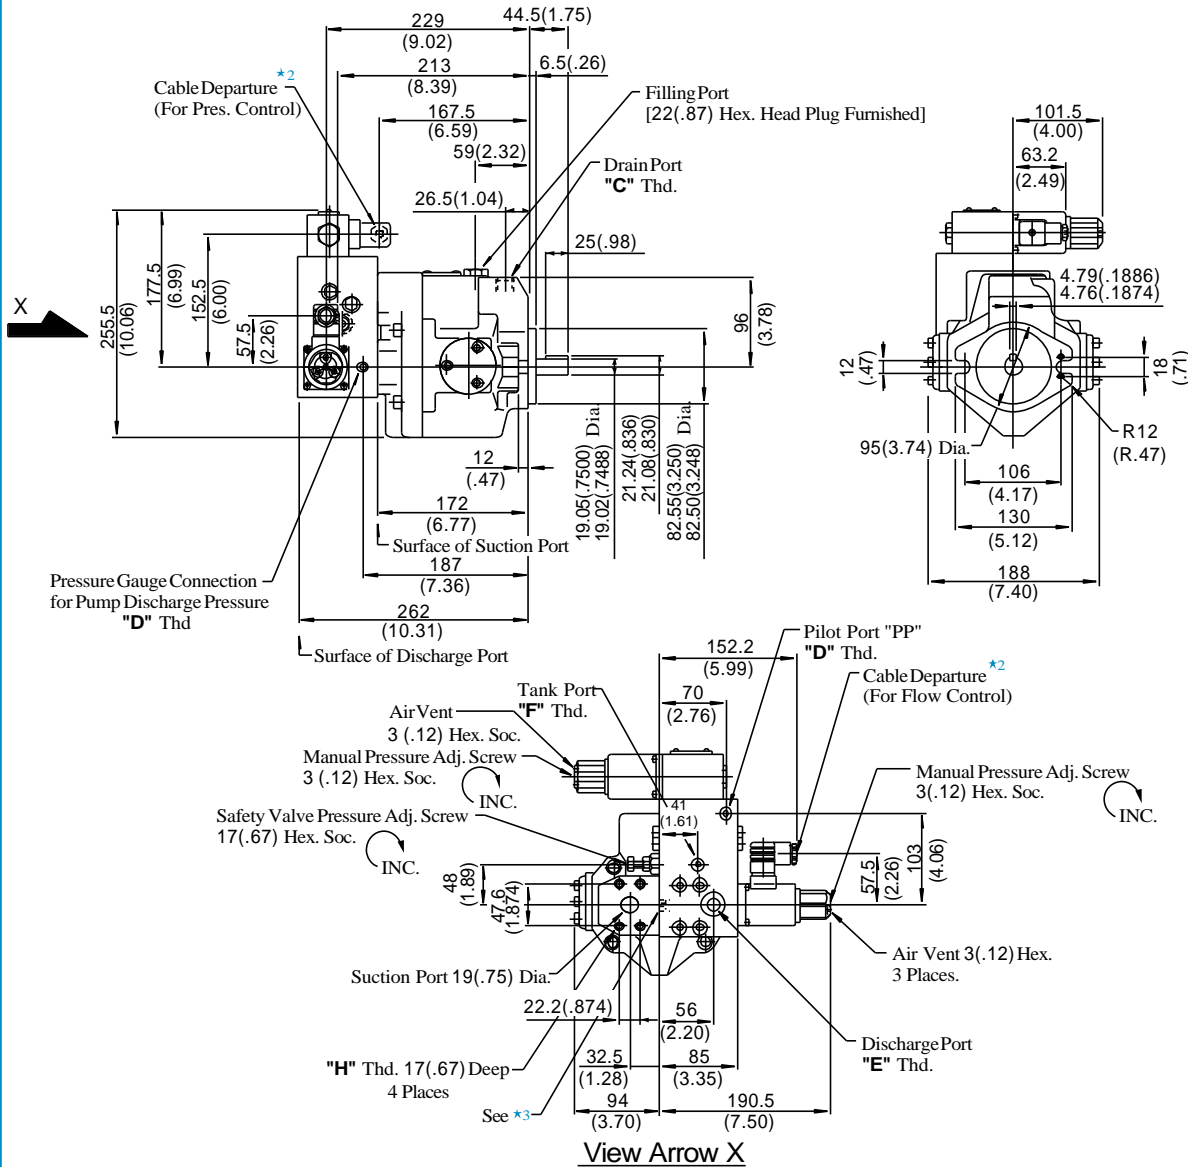 229
(9.02)
44.5(1.75)
213
(8.39)
6.5(.26)
Cable Departure ★2
(For Pres. Control)
167.5
(6.59)
59(2.32)
Filling Port
[22(.87) Hex. Head Plug Furnished]
Drain Port
"C" Thd.
26.5(1.04)
25(.98)
101.5
(4.00)
63.2
(2.49)
X
255.5
(10.06)
177.5
(6.99)
152.5
(6.00)
57.5
(2.26)
96
(3.78)
4.79(.1886)
4.76(.1874)
12
(.47)
18
(.71)
95(3.74) Dia.
R12
(R.47)
106
(4.17)
130
(5.12)
188
(7.40)
12
(.47)
19.05(.7500) Dia.
19.02(.7488)
21.24(.836)
21.08(.830)
82.55(3.250) Dia.
82.50(3.248)
172
(6.77)
Surface of Suction Port
187
(7.36)
Pressure Gauge Connection
for Pump Discharge Pressure
"D" Thd
262
(10.31)
Surface of Discharge Port
152.2
(5.99)
Pilot Port "PP"
"D" Thd.
Cable Departure ★2
(For Flow Control)
Tank Port
"F" Thd.
70
(2.76)
Air Vent
3 (.12) Hex. Soc.
Manual Pressure Adj. Screw
3 (.12) Hex. Soc.
INC.
Manual Pressure Adj. Screw
3(.12) Hex. Soc.
INC.
Safety Valve Pressure Adj. Screw
17(.67) Hex. Soc.
INC.
41
(1.61)
48
(1.89)
47.6
(1.874)
57.5
(2.26)
103
(4.06)
Air Vent 3(.12) Hex.
3 Places.
Suction Port 19(.75) Dia.
22.2(.874)
56
(2.20)
Discharge Port
"E" Thd.
"H" Thd. 17(.67) Deep
4 Places
32.5
(1.28)
85
(3.35)
See ★3
94
(3.70)
190.5
(7.50)
View Arrow X